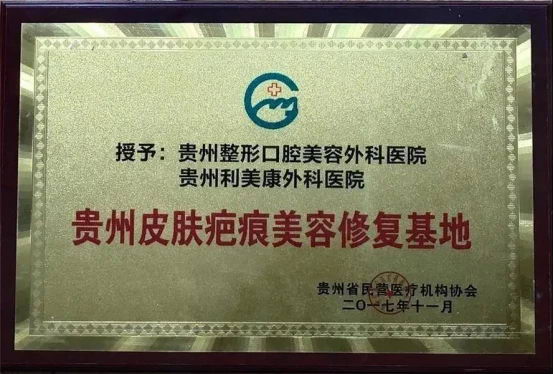 授予：贵州整形口腔美容外科医院
贵州利美康外科医院
贵州皮肤疤痕美容修复基地
贵州省民营医疗机构协会
二〇一七年十一月